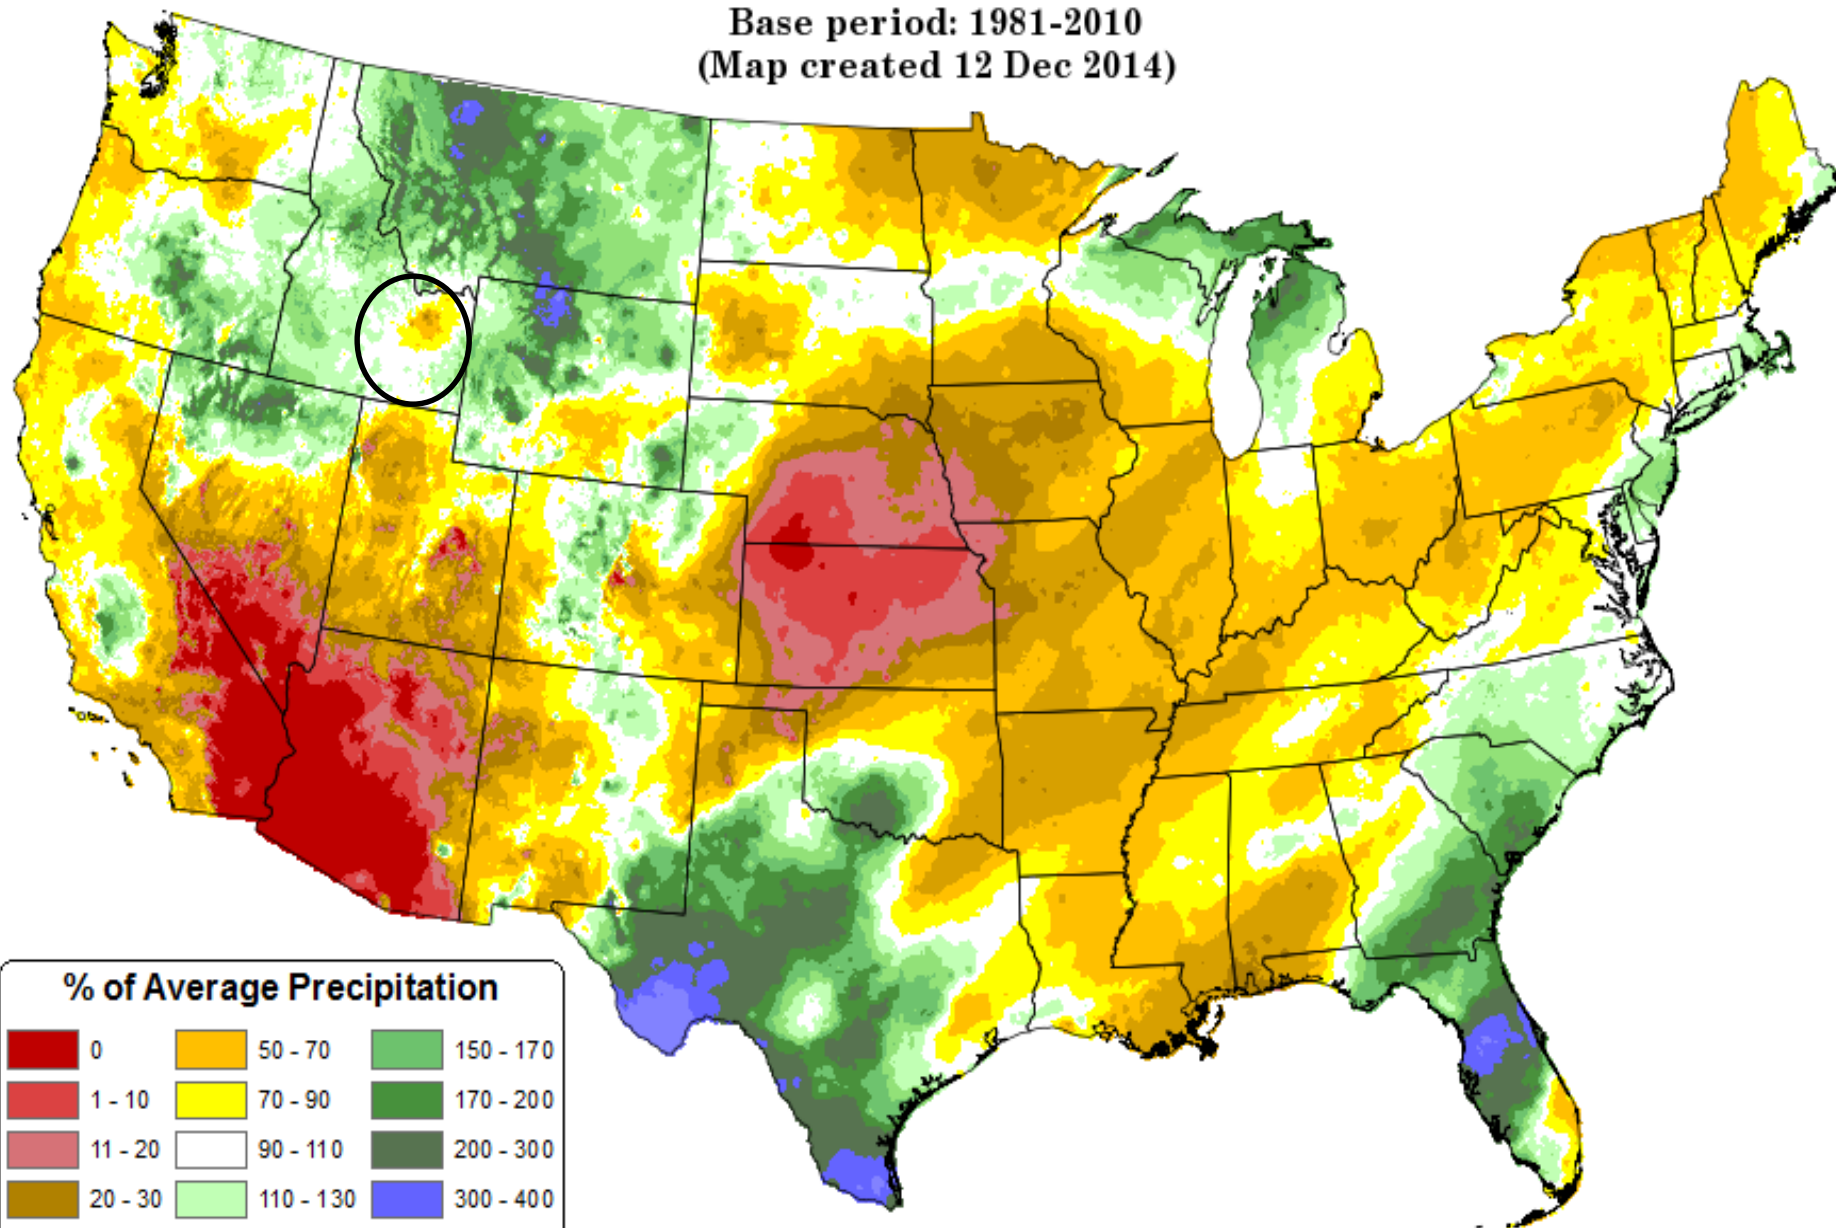 Base period: 1981-2010
(Map created 12 Dec 2014)
% of Average Precipitation
0
50 - 70
150 - 170
1 - 10
70 - 90
170 - 200
11 - 20
90 - 110
200 - 300
20 - 30
110 - 130
300 - 400